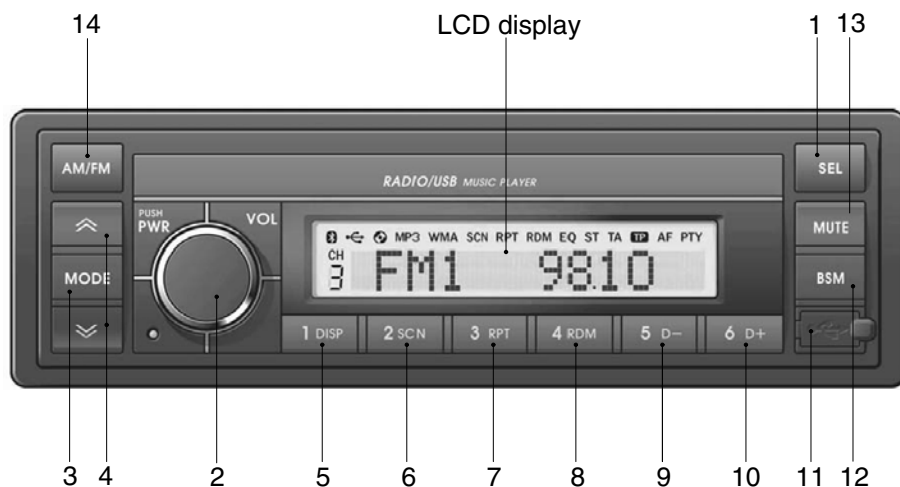 14 LCD display 1 13
AM/FM SEL
RADIO/USB MUSIC PLAYER
PUSH
PWR VOL MUTE
MP3 WMA SCN RPT RDM EQ ST TA TP AF PTY
CH
3 FM1 98.10
MODE BSM
1 DISP 2 SCN 3 RPT 4 RDM 5 D− 6 D+
3 4 2 5 6 7 8 9 10 11 12